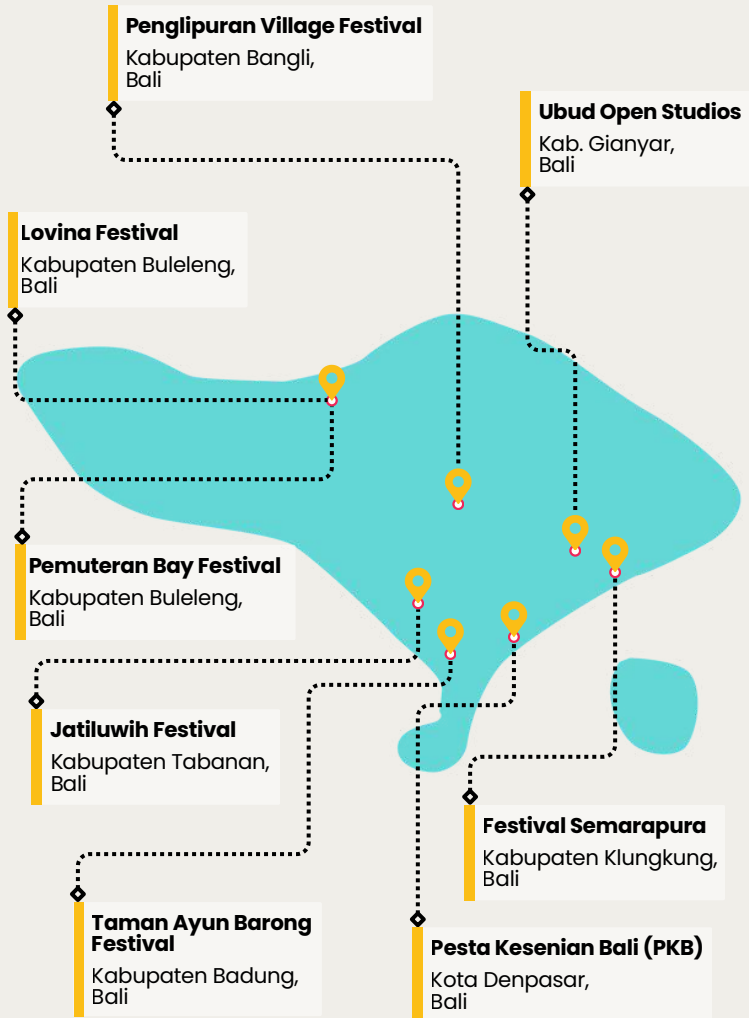 Penglipuran Village Festival
Kabupaten Bangli,
Bali
Ubud Open Studios
Kab. Gianyar,
Bali
Lovina Festival
Kabupaten Buleleng,
Bali
Pemuteran Bay Festival
Kabupaten Buleleng,
Bali
Jatiluwih Festival
Kabupaten Tabanan,
Bali
Festival Semarapura
Kabupaten Klungkung,
Bali
Taman Ayun Barong
Festival
Kabupaten Badung,
Bali
Pesta Kesenian Bali (PKB)
Kota Denpasar,
Bali